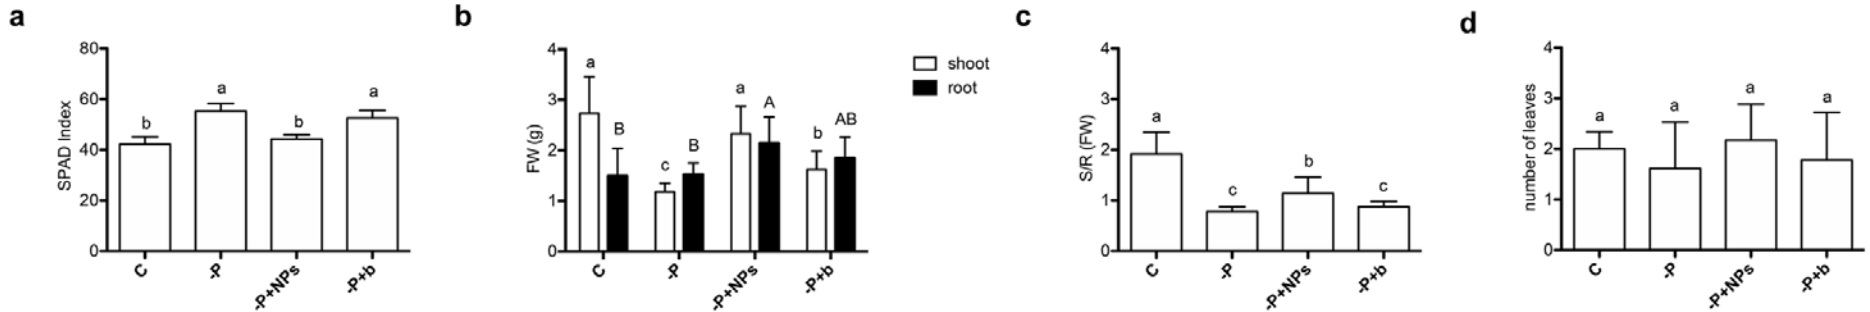 a
80
60
40
20
0
SPAD Index
b
a
b
a
C
-P
-P+NPs
-P+b
b
4
3
2
1
0
FW (g)
a
B
c
B
a
A
b
AB
C
-P
-P+NPs
-P+b
shoot
root
c
4
3
2
1
0
S/R (FW)
a
c
b
c
C
-P
-P+NPs
-P+b
d
4
3
2
1
0
number of leaves
a
a
a
a
C
-P
-P+NPs
-P+b